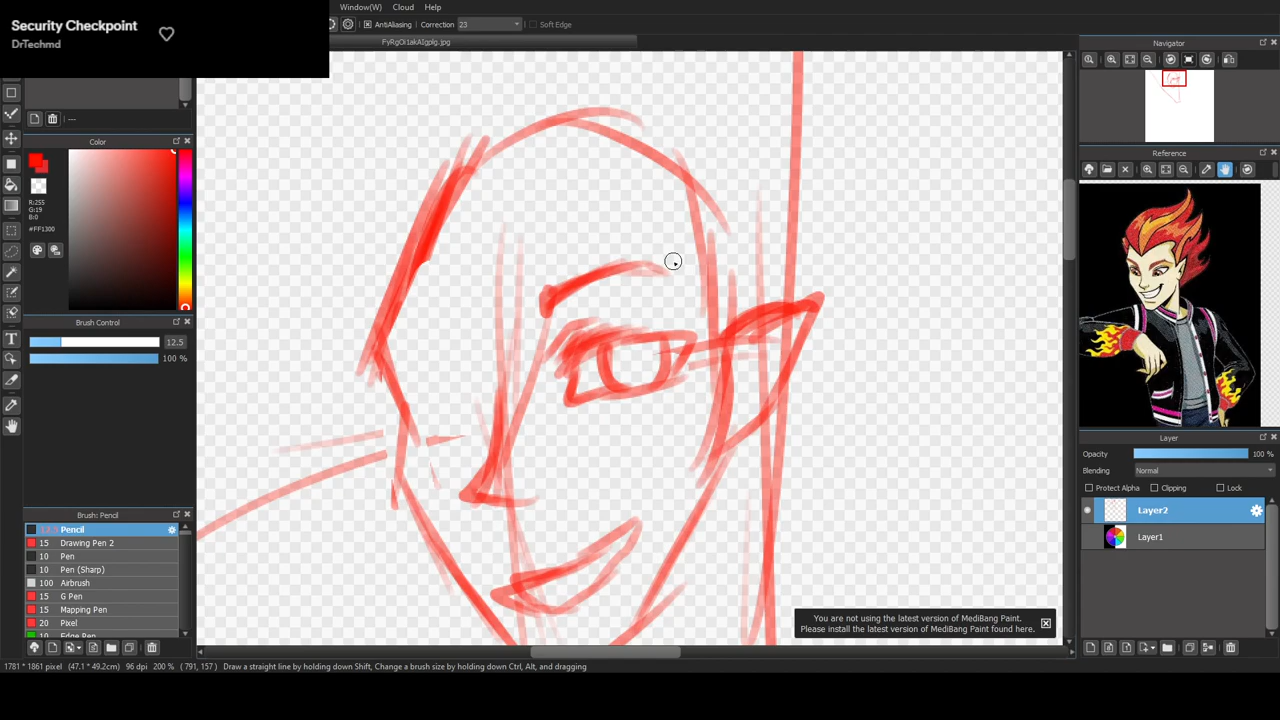 Security Checkpoint
DrTechmd
Window(W) Cloud Help
AntiAliasing Correction 23 Soft Edge
FyRgCi1akAIgplg.jpg
Navigator
---
Color
Reference
R:255
G:19
B:0
#FF1300
Brush Control
12.5
100 %
Layer
Opacity 100 %
Blending Normal
Protect Alpha Clipping Lock
Layer2
Layer1
Brush: Pencil
12.5 Pencil
15 Drawing Pen 2
10 Pen
10 Pen (Sharp)
100 Airbrush
15 G Pen
15 Mapping Pen
20 Pixel
10 Edge Pen
You are not using the latest version of MediBang Paint.
Please install the latest version of MediBang Paint found here.
1781 * 1861 pixel (47.1 * 49.2cm) 96 dpi 200 % ( 791, 157 ) Draw a straight line by holding down Shift, Change a brush size by holding down Ctrl, Alt, and dragging